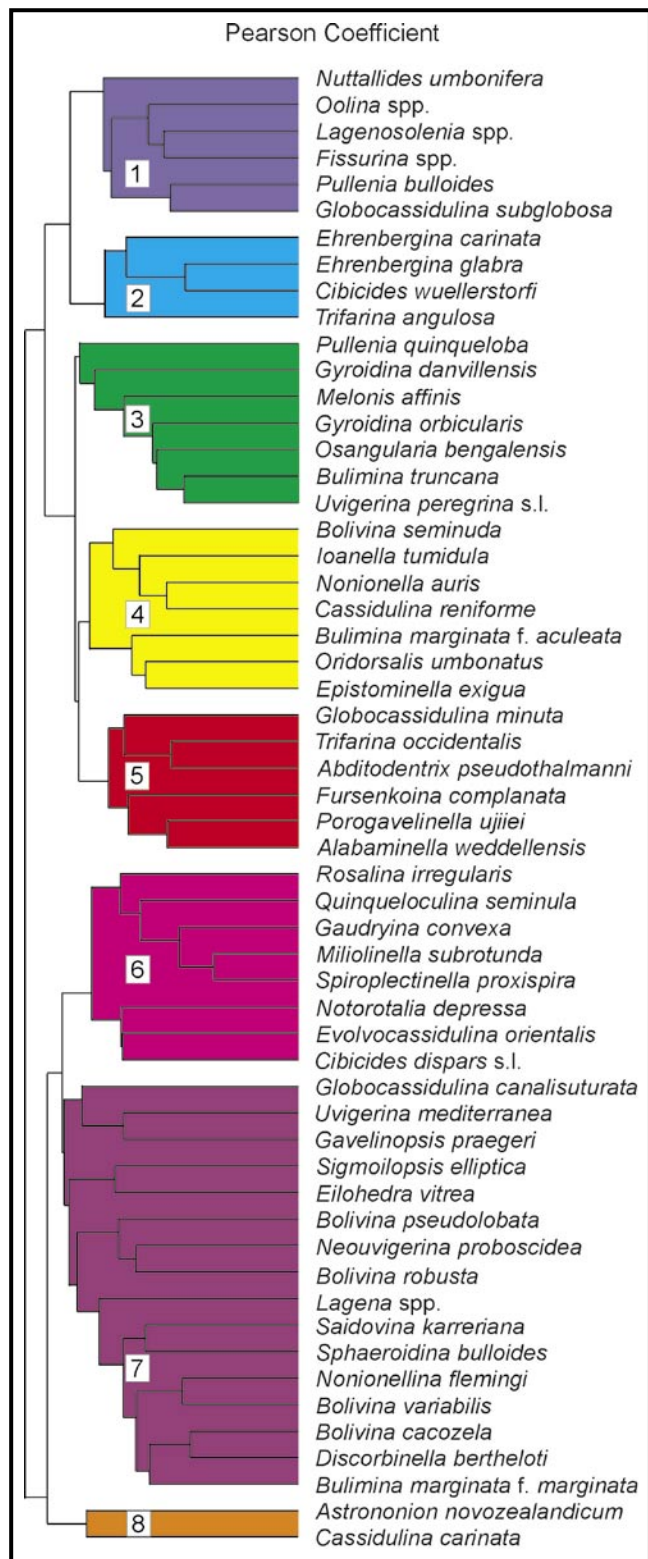 Pearson Coefficient
Nuttallides umbonifera
Oolina spp.
Lagenosolenia spp.
Fissurina spp.
1
Pullenia bulloides
Globocassidulina subglobosa
Ehrenbergina carinata
Ehrenbergina glabra
2
Cibicides wuellerstorfi
Trifarina angulosa
Pullenia quinqueloba
Gyroidina danvillensis
Melonis affinis
3
Gyroidina orbicularis
Osangularia bengalensis
Bulimina truncana
Uvigerina peregrina s.l.
Bolivina seminuda
Ioanella tumidula
Nonionella auris
4
Cassidulina reniforme
Bulimina marginata f. aculeata
Oridorsalis umbonatus
Epistominella exigua
Globocassidulina minuta
Trifarina occidentalis
5
Abditodentrix pseudothalmanni
Fursenkoina complanata
Porogavelinella ujiiei
Alabaminella weddellensis
Rosalina irregularis
Quinqueloculina seminula
Gaudryina convexa
Miliolinella subrotunda
6
Spiroplectinella proxispira
Notorotalia depressa
Evolvocassidulina orientalis
Cibicides dispars s.l.
Globocassidulina canalisuturata
Uvigerina mediterranea
Gavelinopsis praegeri
Sigmoilopsis elliptica
Eilohedra vitrea
Bolivina pseudolobata
Neouvigerina proboscidea
Bolivina robusta
Lagena spp.
Saidovina karreriana
Sphaeroidina bulloides
7
Nonionellina flemingi
Bolivina variabilis
Bolivina cacozela
Discorbinella bertheloti
Bulimina marginata f. marginata
Astrononion novozealandicum
8
Cassidulina carinata